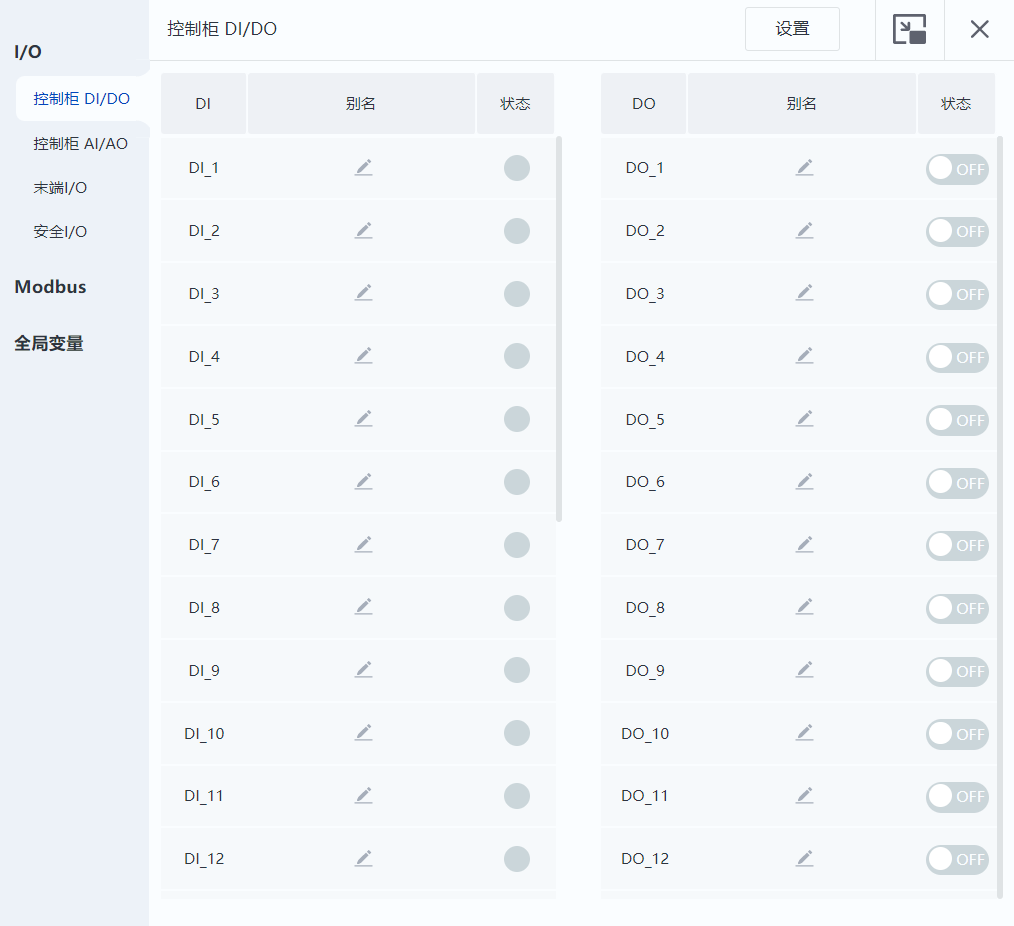 控制柜 DI/DO
设置
I/O
控制柜 DI/DO
控制柜 AI/AO
末端I/O
安全I/O
Modbus
全局变量
DI 别名 状态
DI_1
DI_2
DI_3
DI_4
DI_5
DI_6
DI_7
DI_8
DI_9
DI_10
DI_11
DI_12
DO 别名 状态
DO_1 OFF
DO_2 OFF
DO_3 OFF
DO_4 OFF
DO_5 OFF
DO_6 OFF
DO_7 OFF
DO_8 OFF
DO_9 OFF
DO_10 OFF
DO_11 OFF
DO_12 OFF